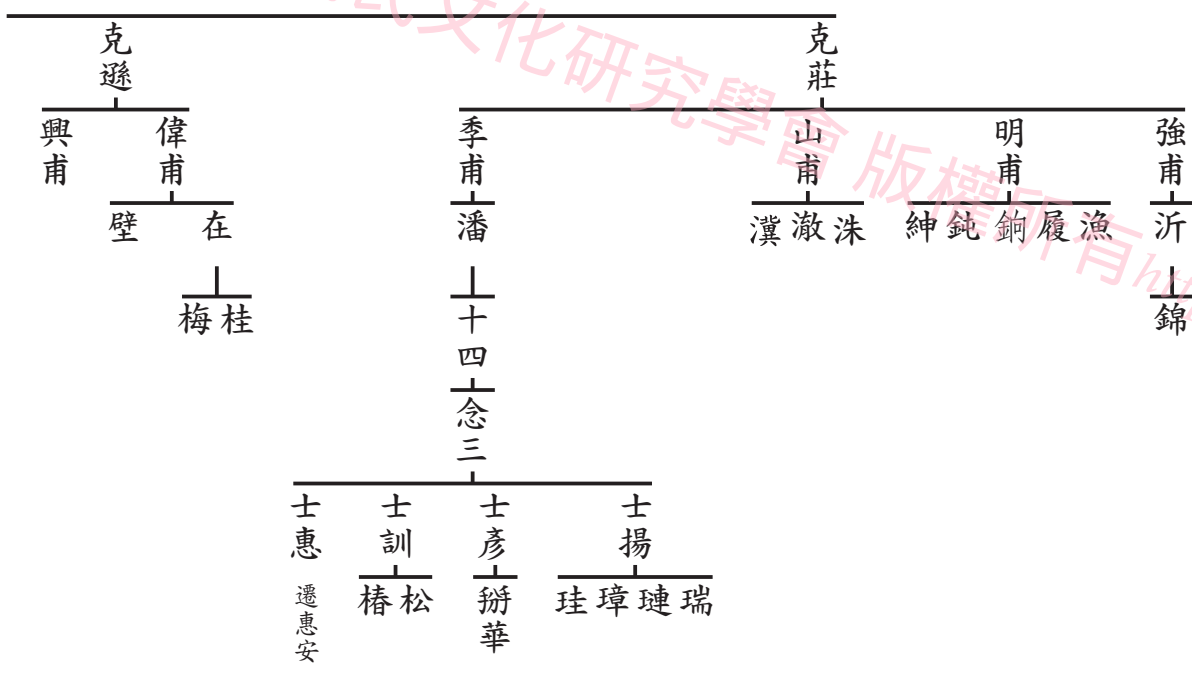 克莊
克遜
強甫
明甫
山甫
季甫
偉甫
興甫
沂
漁
履
鈍
紳
洙
澈
潘
在
壁
錦
桂
梅
十四
念三
士揚
士彥
士訓
士惠
瑞
璉
璋
珪
掰華
松
椿
遷惠安
文化研究學會 版權所有